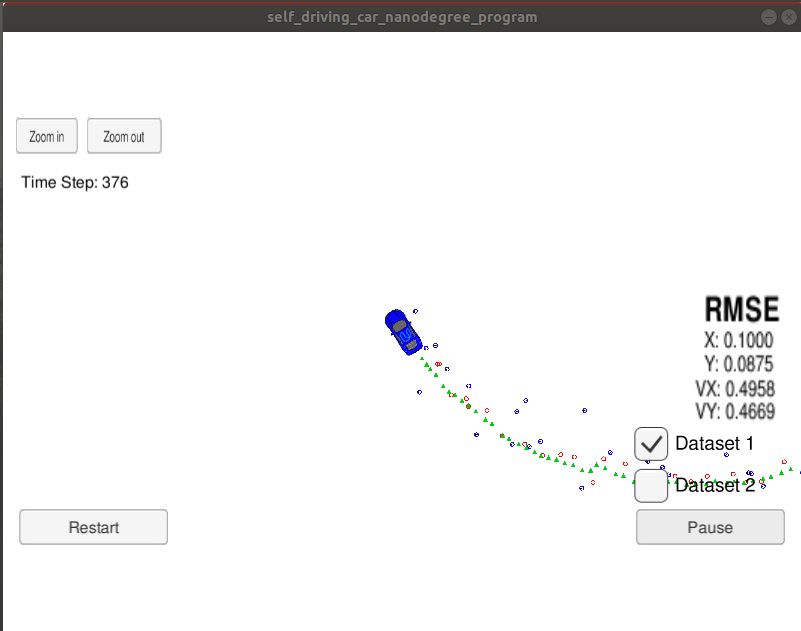 self_driving_car_nanodegree_program
Zoom in
Zoom out
Time Step: 376
RMSE
X: 0.1000
Y: 0.0875
VX: 0.4958
VY: 0.4669
Dataset 1
Dataset 2
Restart
Pause